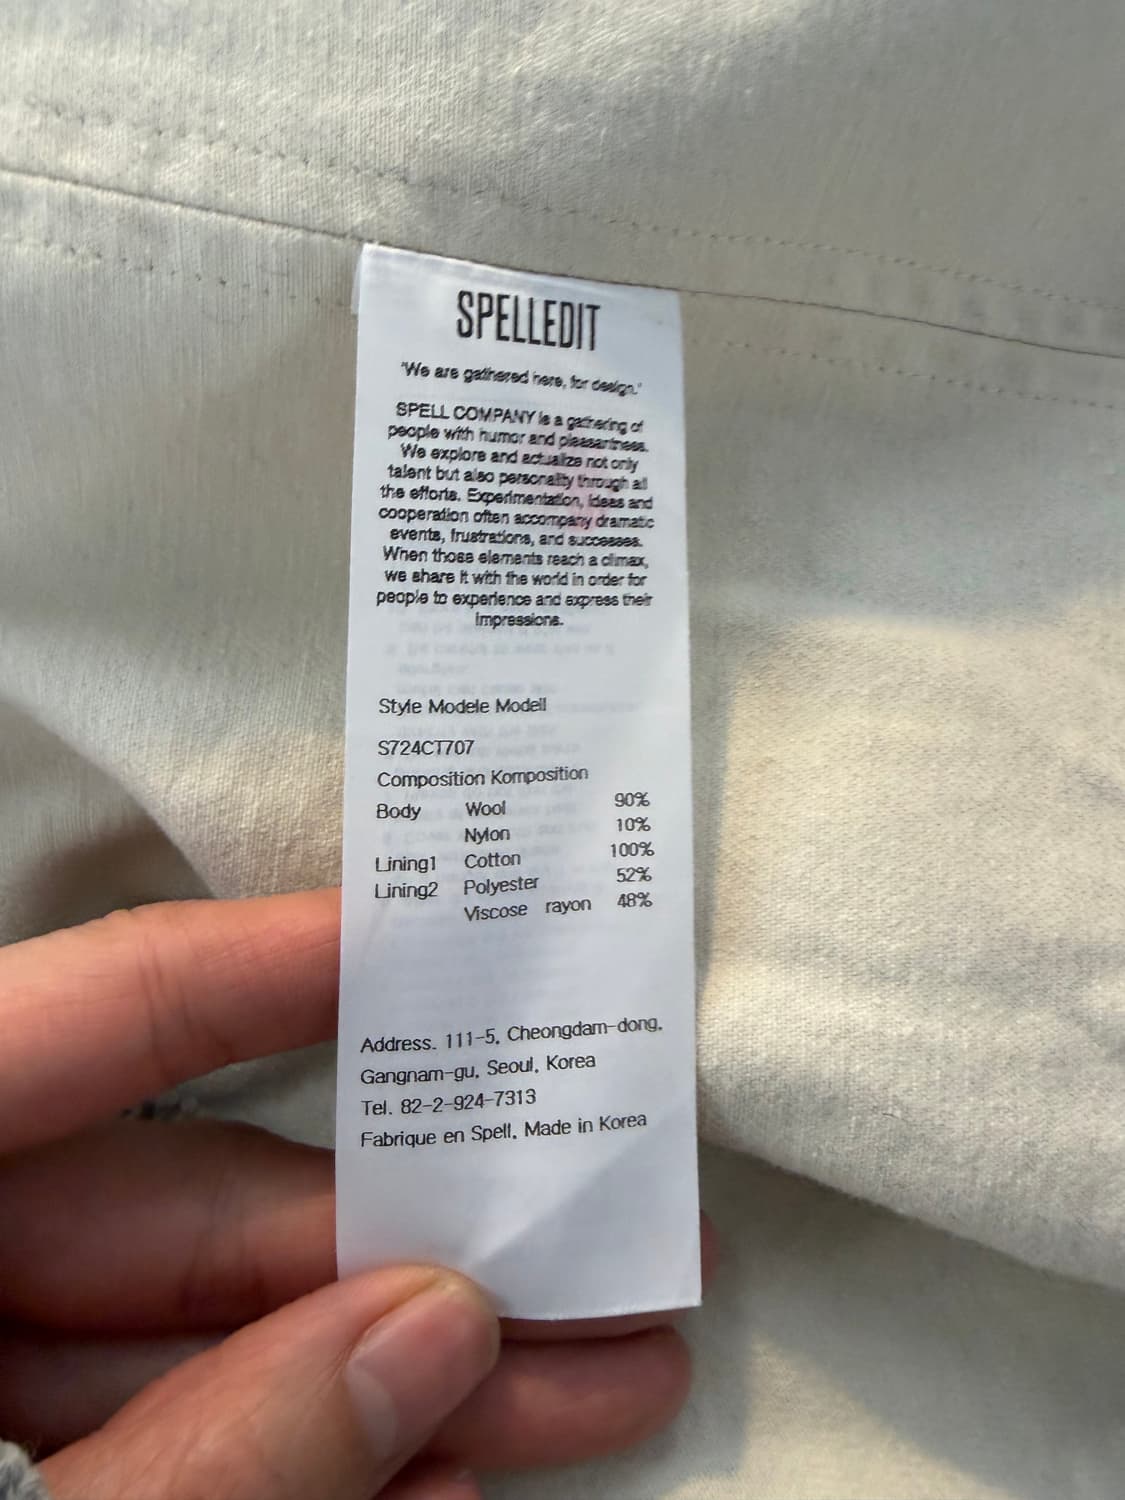 SPELLEDIT
'We are gathered here, for design.'
SPELL COMPANY is a gathering of
people with humor and pleasantness.
We explore and actualize not only
talent but also personality through all
the efforts. Experimentation, Ideas and
cooperation often accompany dramatic
events, frustrations, and successes.
When those elements reach a climax,
we share it with the world in order for
people to experience and express their
impressions.
Style Modele Modell
S724CT707
Composition Komposition
Body Wool 90%
Nylon 10%
Lining1 Cotton 100%
Lining2 Polyester 52%
Viscose rayon 48%
Address. 111-5, Cheongdam-dong,
Gangnam-gu, Seoul, Korea
Tel. 82-2-924-7313
Fabrique en Spell, Made in Korea